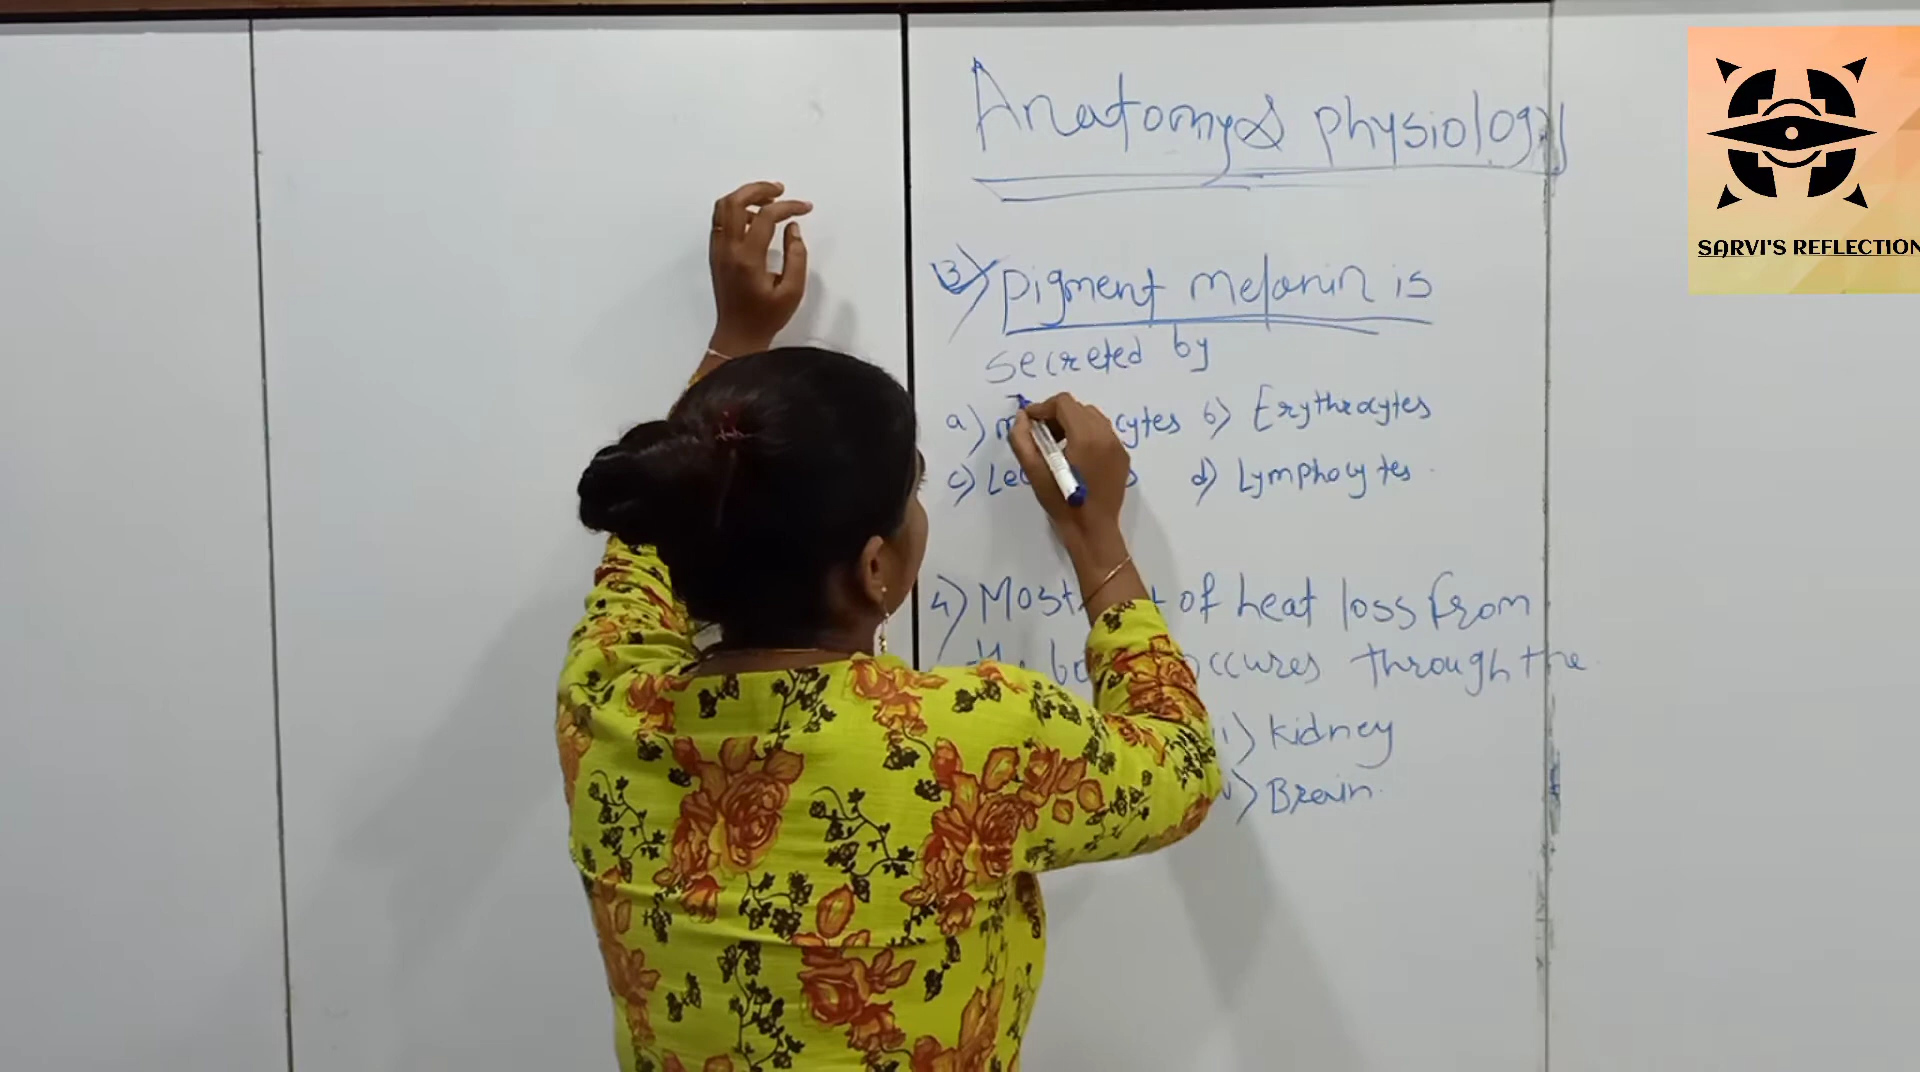 Anatomy & physiology
3) pigment melanin is
secreted by
a) cytes b) Erythrocytes
c) d) Lymphocytes
4) Most of heat loss from
occures through the
kidney
Brain
SARVI'S REFLECTION